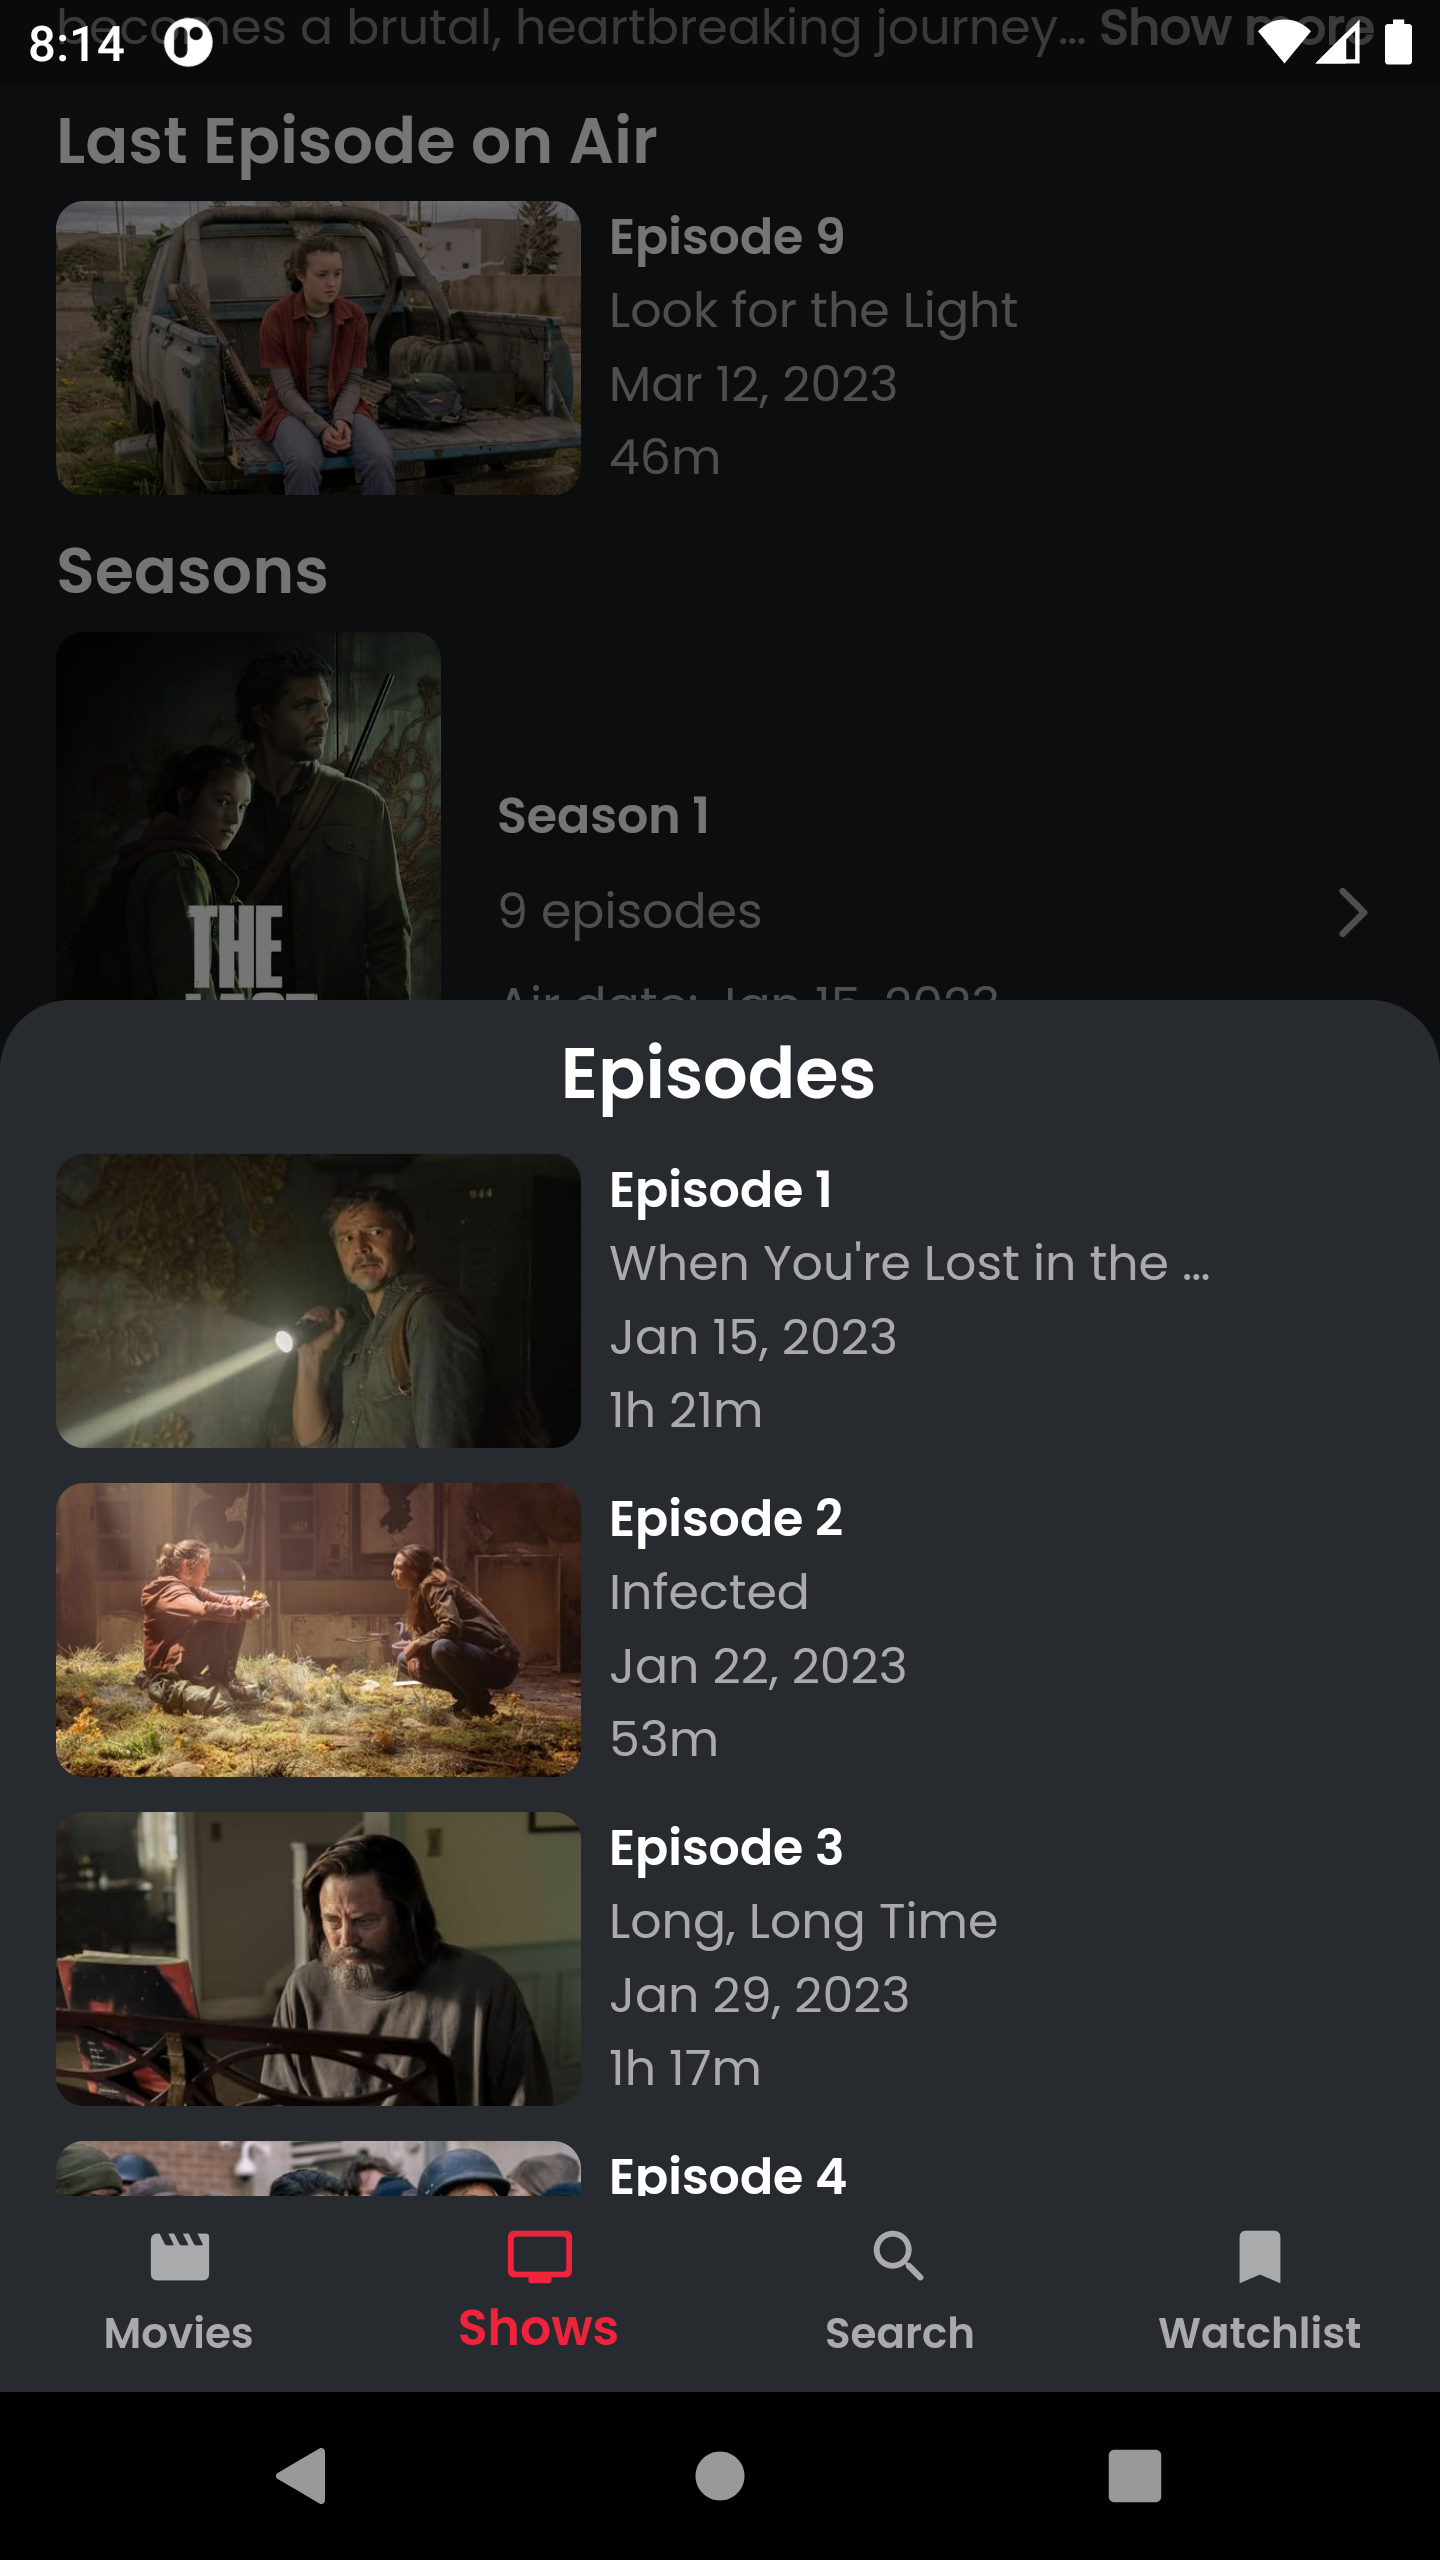 becomes a brutal, heartbreaking journey... Show more
8:14
Last Episode on Air
Episode 9
Look for the Light
Mar 12, 2023
46m
Seasons
THE
LAST
Season 1
9 episodes
Air date: Jan 15, 2023
Episodes
944
Episode 1
When You're Lost in the ...
Jan 15, 2023
1h 21m
Episode 2
Infected
Jan 22, 2023
53m
Episode 3
Long, Long Time
Jan 29, 2023
1h 17m
Episode 4
Movies
Shows
Search
Watchlist